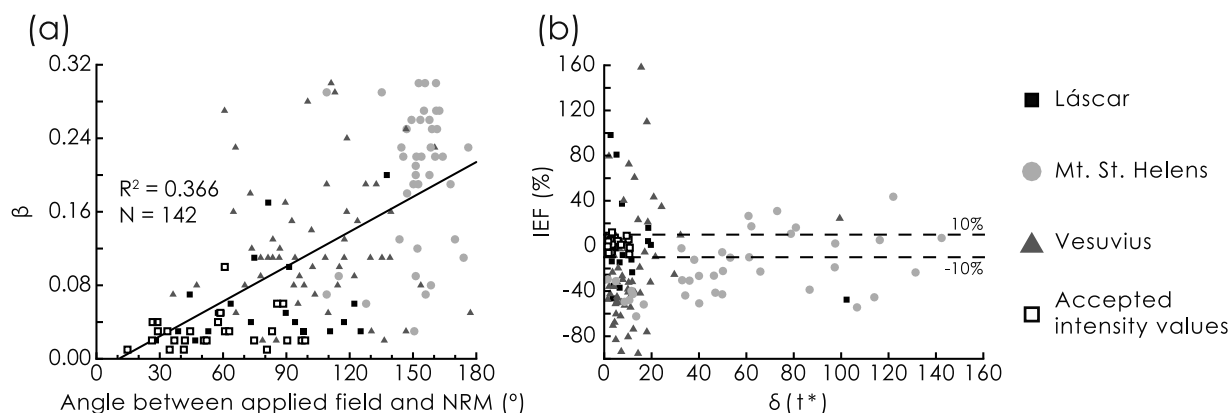 (a)
β
0.32
0.24
0.16
0.08
0.00
R² = 0.366
N = 142
0 30 60 90 120 150 180
Angle between applied field and NRM (º)
(b)
IEF (%)
160
120
80
40
0
-40
-80
10%
-10%
0 20 40 60 80 100 120 140 160
δ (t*)
Láscar
Mt. St. Helens
Vesuvius
Accepted
intensity values